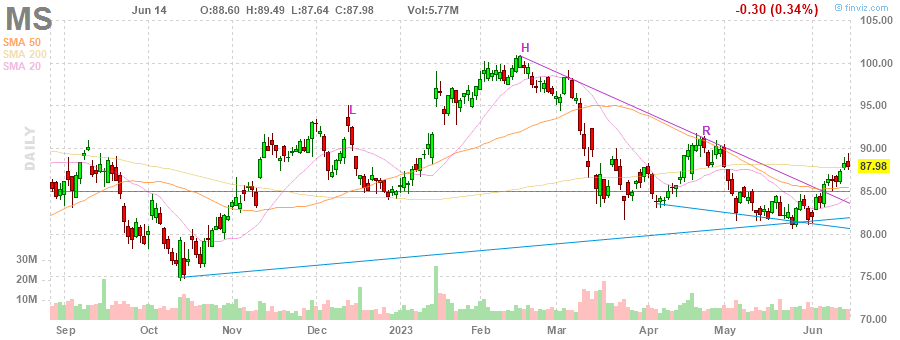 MS Jun 14 O:88.60 H:89.49 L:87.64 C:87.98 Vol:5.77M -0.30 (0.34%) © finviz.com
SMA 50
SMA 200
SMA 20
DAILY
H
L
R
105.00
100.00
95.00
90.00
87.98
85.00
80.00
75.00
70.00
30M
20M
10M
Sep Oct Nov Dec 2023 Feb Mar Apr May Jun